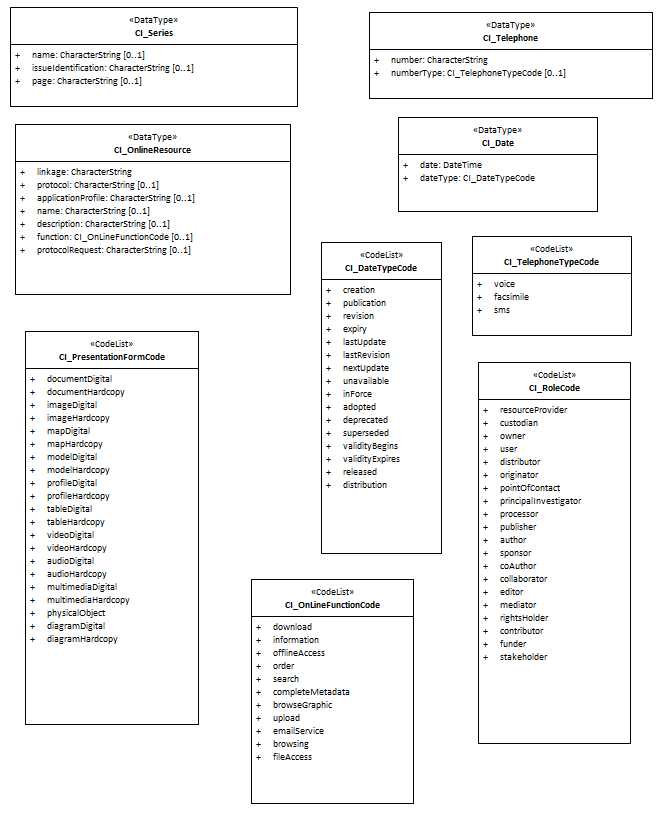 «DataType»
CI_Series
+ name: CharacterString [0..1]
+ issueIdentification: CharacterString [0..1]
+ page: CharacterString [0..1]
«DataType»
CI_Telephone
+ number: CharacterString
+ numberType: CI_TelephoneTypeCode [0..1]
«DataType»
CI_OnlineResource
+ linkage: CharacterString
+ protocol: CharacterString [0..1]
+ applicationProfile: CharacterString [0..1]
+ name: CharacterString [0..1]
+ description: CharacterString [0..1]
+ function: CI_OnLineFunctionCode [0..1]
+ protocolRequest: CharacterString [0..1]
«DataType»
CI_Date
+ date: DateTime
+ dateType: CI_DateTypeCode
«CodeList»
CI_DateTypeCode
+ creation
+ publication
+ revision
+ expiry
+ lastUpdate
+ lastRevision
+ nextUpdate
+ unavailable
+ inForce
+ adopted
+ deprecated
+ superseded
+ validityBegins
+ validityExpires
+ released
+ distribution
«CodeList»
CI_TelephoneTypeCode
+ voice
+ facsimile
+ sms
«CodeList»
CI_PresentationFormCode
+ documentDigital
+ documentHardcopy
+ imageDigital
+ imageHardcopy
+ mapDigital
+ mapHardcopy
+ modelDigital
+ modelHardcopy
+ profileDigital
+ profileHardcopy
+ tableDigital
+ tableHardcopy
+ videoDigital
+ videoHardcopy
+ audioDigital
+ audioHardcopy
+ multimediaDigital
+ multimediaHardcopy
+ physicalObject
+ diagramDigital
+ diagramHardcopy
«CodeList»
CI_RoleCode
+ resourceProvider
+ custodian
+ owner
+ user
+ distributor
+ originator
+ pointOfContact
+ principalInvestigator
+ processor
+ publisher
+ author
+ sponsor
+ coAuthor
+ collaborator
+ editor
+ mediator
+ rightsHolder
+ contributor
+ funder
+ stakeholder
«CodeList»
CI_OnLineFunctionCode
+ download
+ information
+ offlineAccess
+ order
+ search
+ completeMetadata
+ browseGraphic
+ upload
+ emailService
+ browsing
+ fileAccess